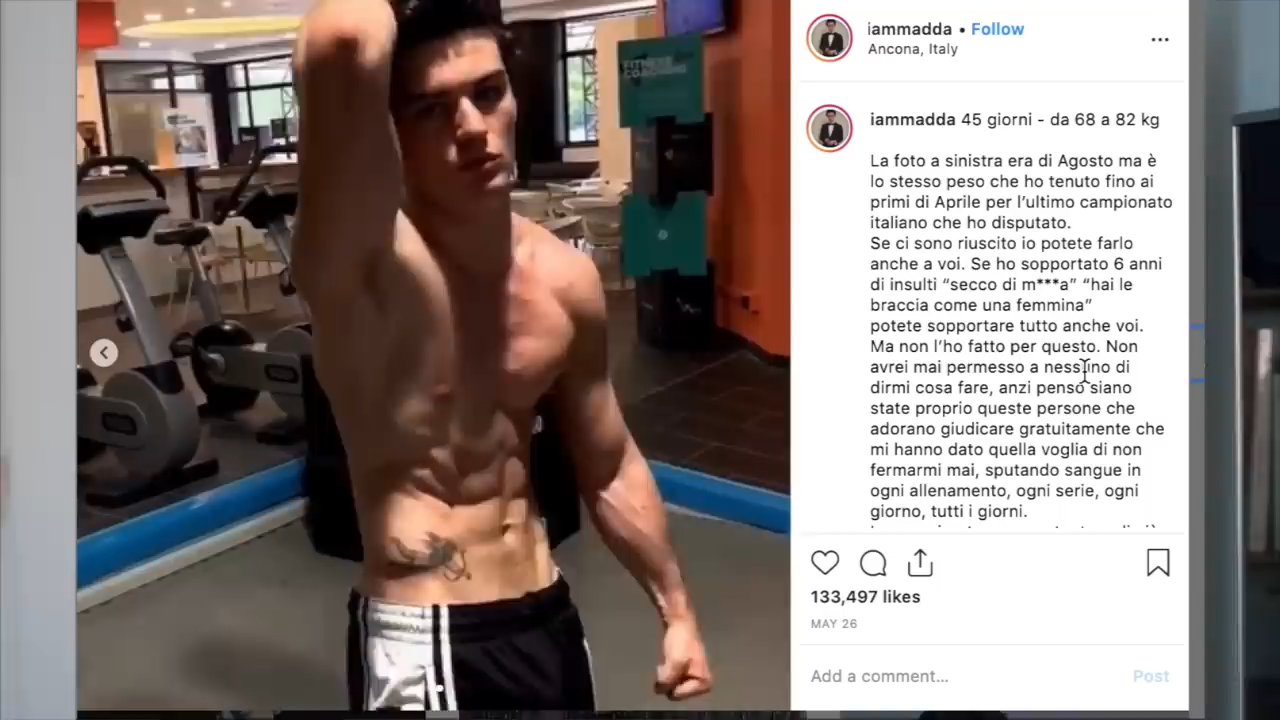 FITNESS
COACHING
iammadda • Follow
Ancona, Italy
iammadda 45 giorni - da 68 a 82 kg
La foto a sinistra era di Agosto ma è
lo stesso peso che ho tenuto fino ai
primi di Aprile per l'ultimo campionato
italiano che ho disputato.
Se ci sono riuscito io potete farlo
anche a voi. Se ho sopportato 6 anni
di insulti “secco di m***a” “hai le
braccia come una femmina”
potete sopportare tutto anche voi.
Ma non l'ho fatto per questo. Non
avrei mai permesso a nessuno di
dirmi cosa fare, anzi penso siano
state proprio queste persone che
adorano giudicare gratuitamente che
mi hanno dato quella voglia di non
fermarmi mai, sputando sangue in
ogni allenamento, ogni serie, ogni
giorno, tutti i giorni.
133,497 likes
MAY 26
Add a comment...
Post